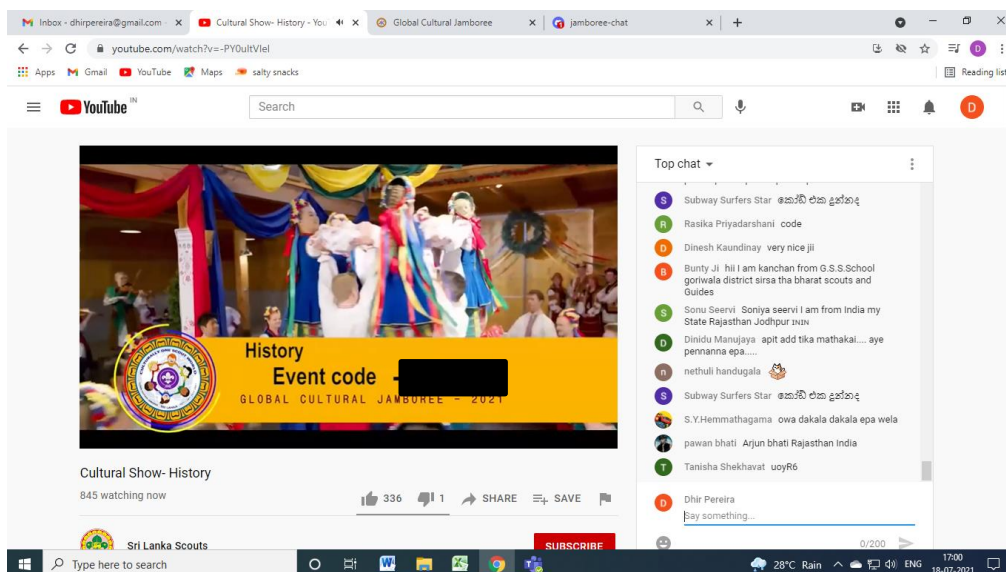 Inbox - dhirpereira@gmail.com
Cultural Show- History - You
Global Cultural Jamboree
jamboree-chat
youtube.com/watch?v=-PY0ultVIeI
Apps Gmail YouTube Maps salty snacks
Reading list
YouTube IN
Search
D
History
Event code -
GLOBAL CULTURAL JAMBOREE - 2021
Cultural Show- History
845 watching now
336 1 SHARE SAVE
Sri Lanka Scouts
SUBSCRIBE
Top chat
Subway Surfers Star කෝඩ් එක දුන්නද
Rasika Priyadarshani code
Dinesh Kaundinay very nice jii
Bunty Ji hii I am kanchan from G.S.S.School
goriwala district sirsa tha bharat scouts and
Guides
Sonu Seervi Soniya seervi I am from India my
State Rajasthan Jodhpur ININ
Dinidu Manujaya apit add tika mathakai.... aye
pennanna epa.....
nethuli handugala
Subway Surfers Star කෝඩ් එක දුන්නද
S.Y.Hemmathagama owa dakala dakala epa wela
pawan bhati Arjun bhati Rajasthan India
Tanisha Shekhavat uoyR6
Dhir Pereira
Say something...
0/200
Type here to search
28°C Rain
ENG
17:00
18-07-2021